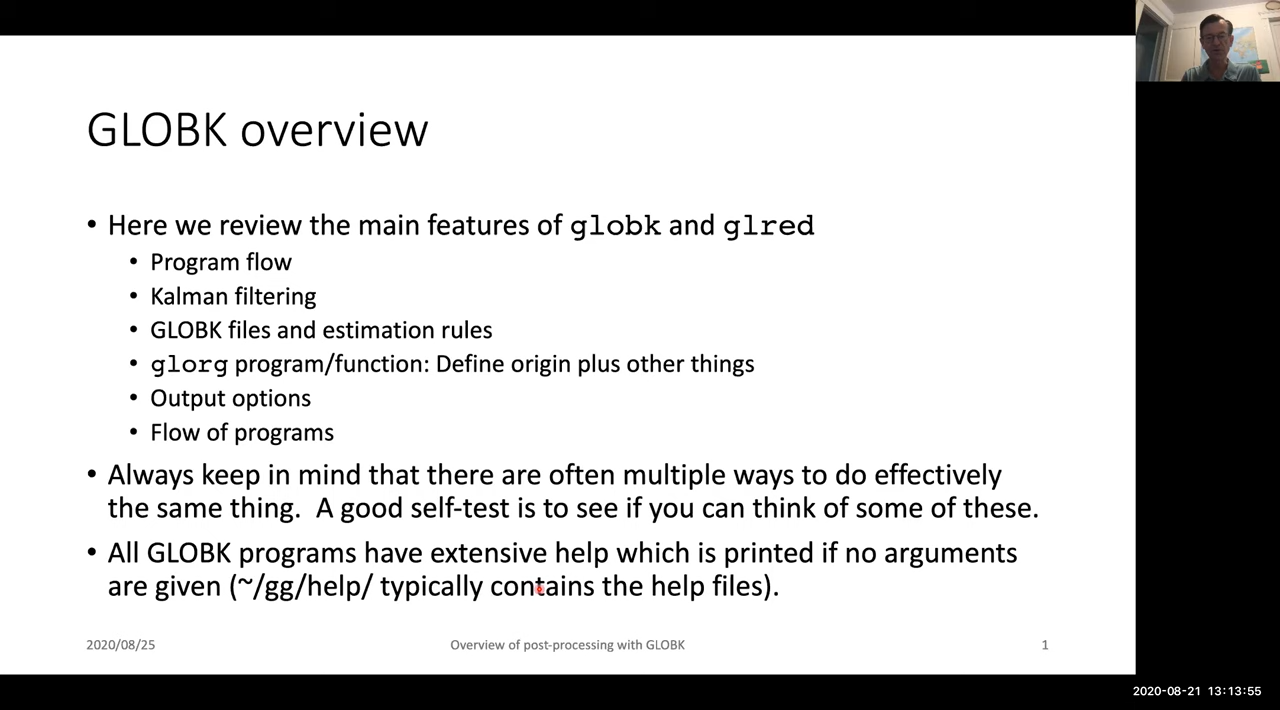 GLOBK overview
• Here we review the main features of globk and glred
• Program flow
• Kalman filtering
• GLOBK files and estimation rules
• glorg program/function: Define origin plus other things
• Output options
• Flow of programs
• Always keep in mind that there are often multiple ways to do effectively
the same thing.  A good self-test is to see if you can think of some of these.
• All GLOBK programs have extensive help which is printed if no arguments
are given (~/gg/help/ typically contains the help files).
2020/08/25
Overview of post-processing with GLOBK
1
2020-08-21 13:13:55